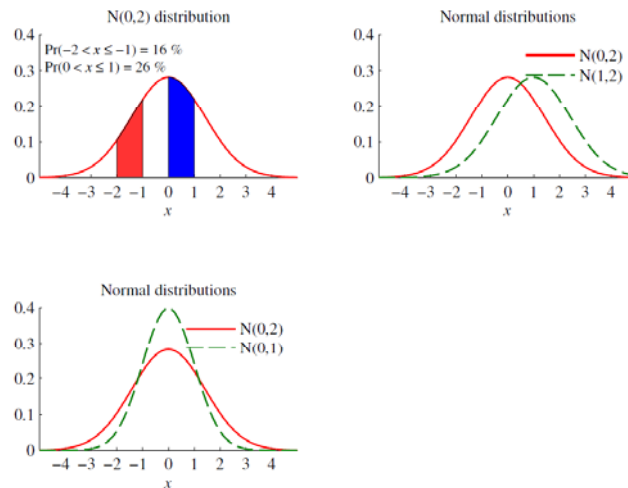 N(0,2) distribution
Pr(−2 < x ≤ −1) = 16 %
Pr(0 < x ≤ 1) = 26 %
0.4
0.3
0.2
0.1
0
−4 −3 −2 −1 0 1 2 3 4
x
Normal distributions
N(0,2)
N(1,2)
0.4
0.3
0.2
0.1
0
−4 −3 −2 −1 0 1 2 3 4
x
Normal distributions
N(0,2)
N(0,1)
0.4
0.3
0.2
0.1
0
−4 −3 −2 −1 0 1 2 3 4
x